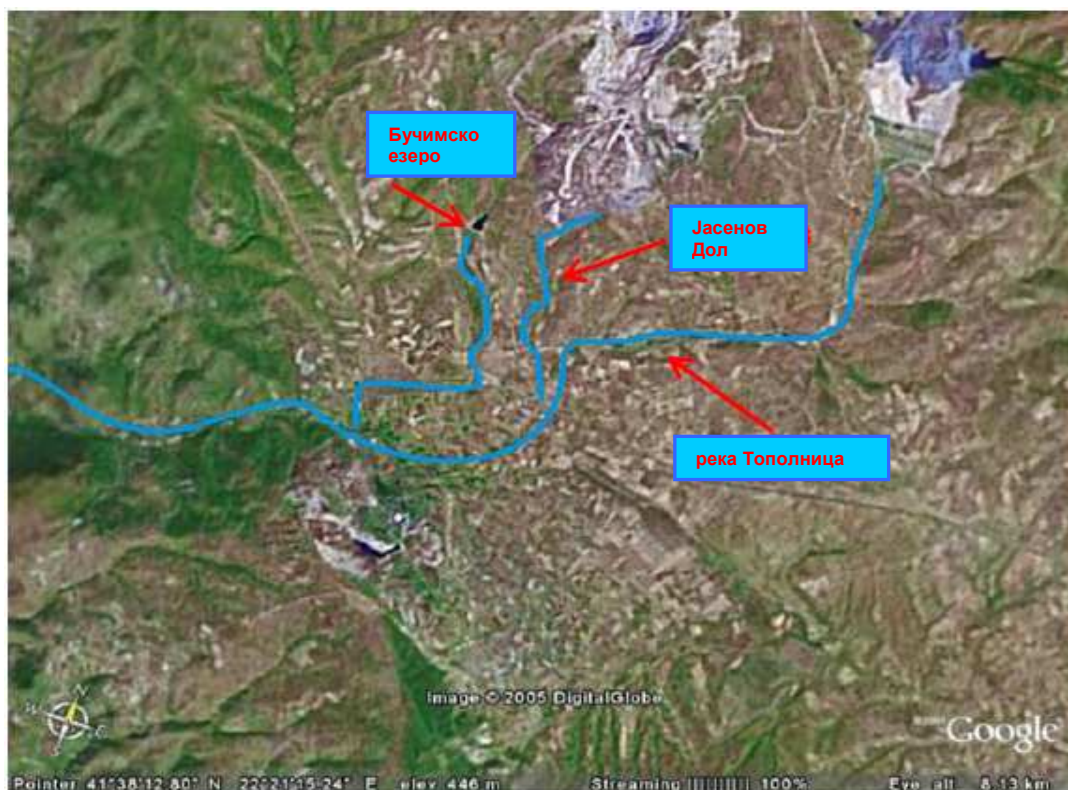 Бучимско
езеро
Јасенов
Дол
река Тополница
Image © 2005 DigitalGlobe
Google
Pointer 41°38'12.80" N 22°21'15.24" E elev 446 m Streaming |||||||||| 100% Eye alt 8.13 km
N
W